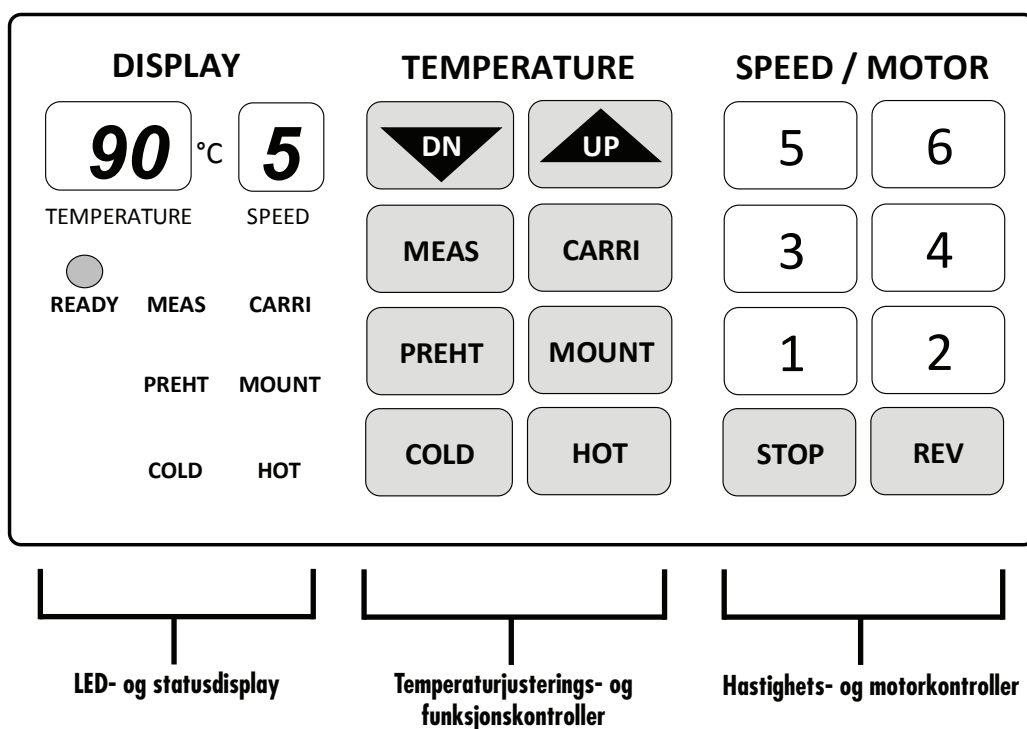 DISPLAY
90 °C 5
TEMPERATURE SPEED
READY MEAS CARRI
PREHT MOUNT
COLD HOT
TEMPERATURE
DN UP
MEAS CARRI
PREHT MOUNT
COLD HOT
SPEED / MOTOR
5 6
3 4
1 2
STOP REV
LED- og statusdisplay
Temperaturjusterings- og
funksjonskontroller
Hastighets- og motorkontroller